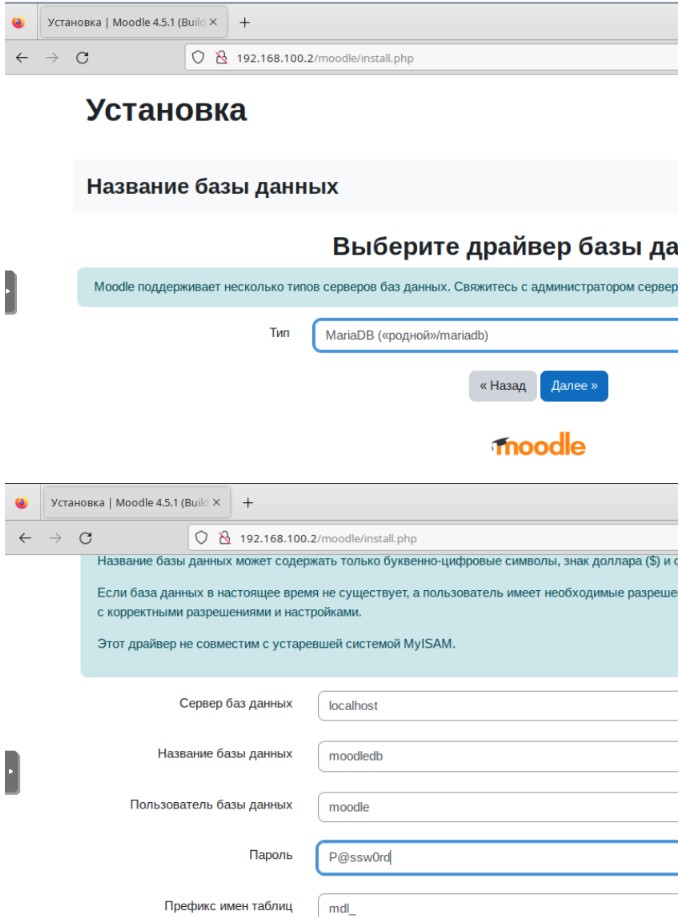 Установка | Moodle 4.5.1 (Build
192.168.100.2/moodle/install.php
Установка
Название базы данных
Выберите драйвер базы да
Moodle поддерживает несколько типов серверов баз данных. Свяжитесь с администратором сервер
Тип
MariaDB («родной»/mariadb)
« Назад
Далее »
moodle
Установка | Moodle 4.5.1 (Build
192.168.100.2/moodle/install.php
Название базы данных может содержать только буквенно-цифровые символы, знак доллара ($) и
Если база данных в настоящее время не существует, а пользователь имеет необходимые разреше
с корректными разрешениями и настройками.
Этот драйвер не совместим с устаревшей системой MyISAM.
Сервер баз данных
localhost
Название базы данных
moodledb
Пользователь базы данных
moodle
Пароль
P@ssw0rd
Префикс имен таблиц
mdl_